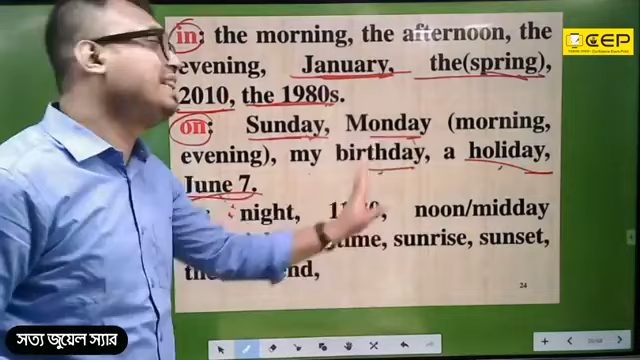 in: the morning, the afternoon, the
evening, January, the(spring),
2010, the 1980s.
on: Sunday, Monday (morning,
evening), my birthday, a holiday,
June 7.
night, noon/midday
sunrise, sunset,
24
CEP
সত্য জুয়েল স্যার